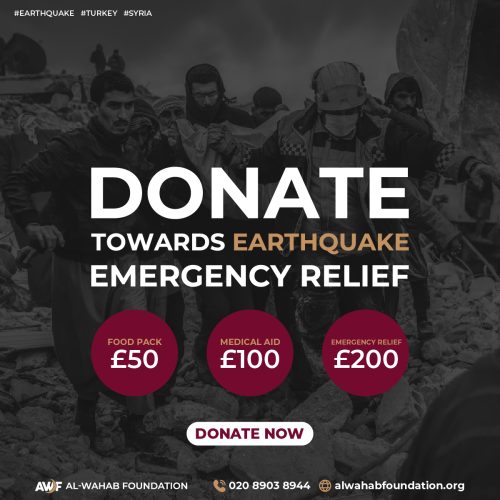 #EARTHQUAKE #TURKEY #SYRIA
DONATE
TOWARDS EARTHQUAKE
EMERGENCY RELIEF
FOOD PACK
£50
MEDICAL AID
£100
EMERGENCY RELIEF
£200
DONATE NOW
AWF AL-WAHAB FOUNDATION
020 8903 8944
alwahabfoundation.org